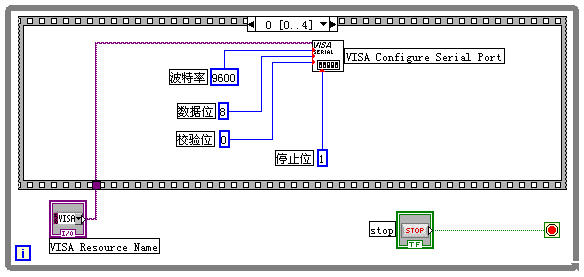 0 [0..4]
VISA
SERIAL
VISA Configure Serial Port
波特率 9600
数据位 8
校验位 0
停止位 1
VISA
I/O
VISA Resource Name
stop
STOP
TF
i